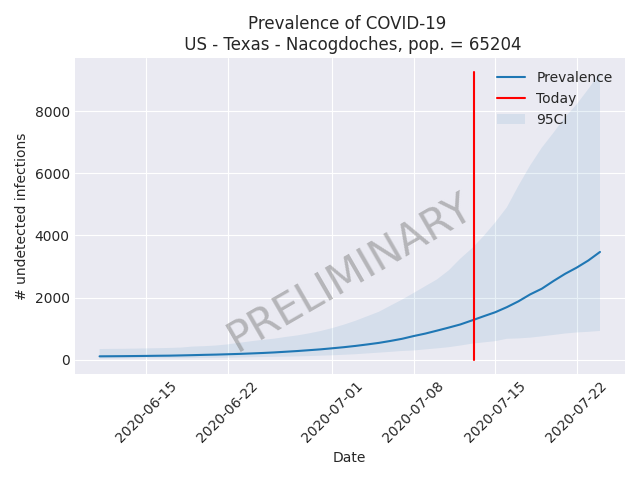 Prevalence of COVID-19
US - Texas - Nacogdoches, pop. = 65204
Prevalence
Today
95CI
8000
6000
4000
2000
0
# undetected infections
PRELIMINARY
2020-06-15
2020-06-22
2020-07-01
2020-07-08
2020-07-15
2020-07-22
Date